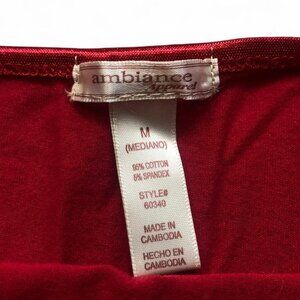 ambiance
apparel
M
(MEDIANO)
95% COTTON
5% SPANDEX
STYLE#
60340
MADE IN
CAMBODIA
HECHO EN
CAMBODIA